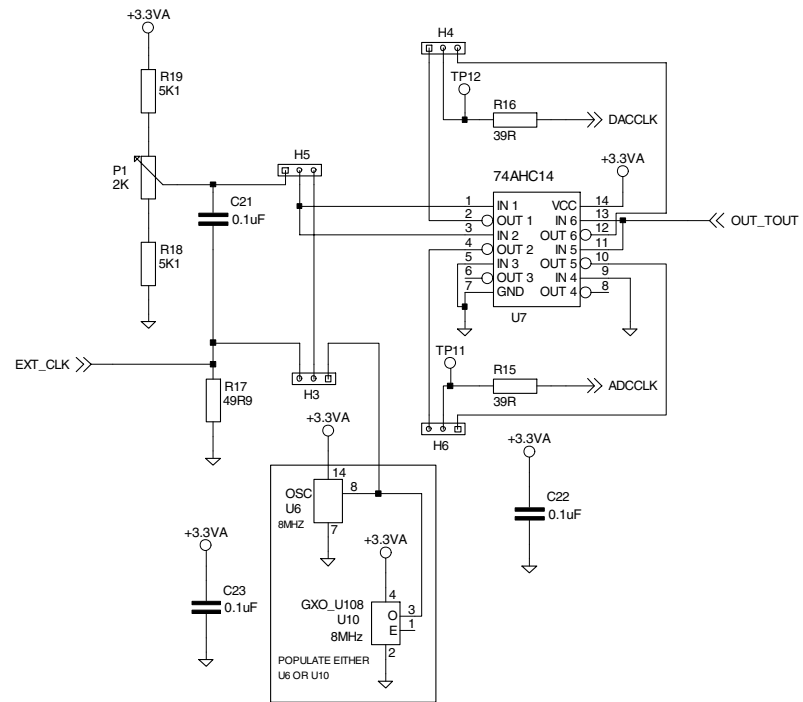 +3.3VA
R19
5K1
P1
2K
C21
0.1uF
R18
5K1
H5
H4
TP12
R16
39R
DACCLK
74AHC14
+3.3VA
1 IN 1 VCC 14
2 OUT 1 IN 6 13
3 IN 2 OUT 6 12
4 OUT 2 IN 5 11
5 IN 3 OUT 5 10
6 OUT 3 IN 4 9
7 GND OUT 4 8
U7
OUT_TOUT
EXT_CLK
R17
49R9
H3
TP11
R15
39R
ADCCLK
H6
+3.3VA
14
OSC
U6
8MHZ
8
7
+3.3VA
C22
0.1uF
+3.3VA
C23
0.1uF
+3.3VA
4
GXO_U108
U10
8MHz
O 3
E 1
2
POPULATE EITHER
U6 OR U10